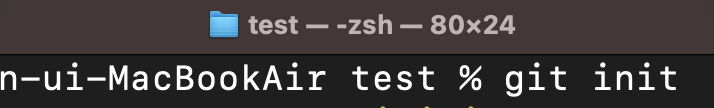 test — -zsh — 80×24
n-ui-MacBookAir test % git init